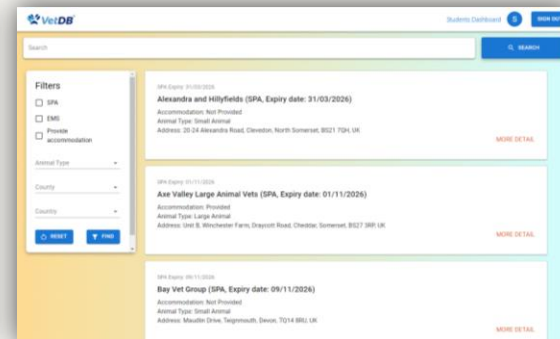 VetDB
Students Dashboard S SIGN OUT
Search
SEARCH
Filters
SPA
EMS
Provide
accommodation
Animal Type
County
Country
RESET FIND
SPA Expiry: 31/03/2026
Alexandra and Hillyfields (SPA, Expiry date: 31/03/2026)
Accommodation: Not Provided
Animal Type: Small Animal
Address: 20-24 Alexandra Road, Clevedon, North Somerset, BS21 7QH, UK
MORE DETAIL
SPA Expiry: 01/11/2026
Axe Valley Large Animal Vets (SPA, Expiry date: 01/11/2026)
Accommodation: Provided
Animal Type: Large Animal
Address: Unit B, Winchester Farm, Draycott Road, Cheddar, Somerset, BS27 3RP, UK
MORE DETAIL
SPA Expiry: 09/11/2026
Bay Vet Group (SPA, Expiry date: 09/11/2026)
Accommodation: Not Provided
Animal Type: Small Animal
Address: Maudlin Drive, Teignmouth, Devon, TQ14 8RU, UK
MORE DETAIL